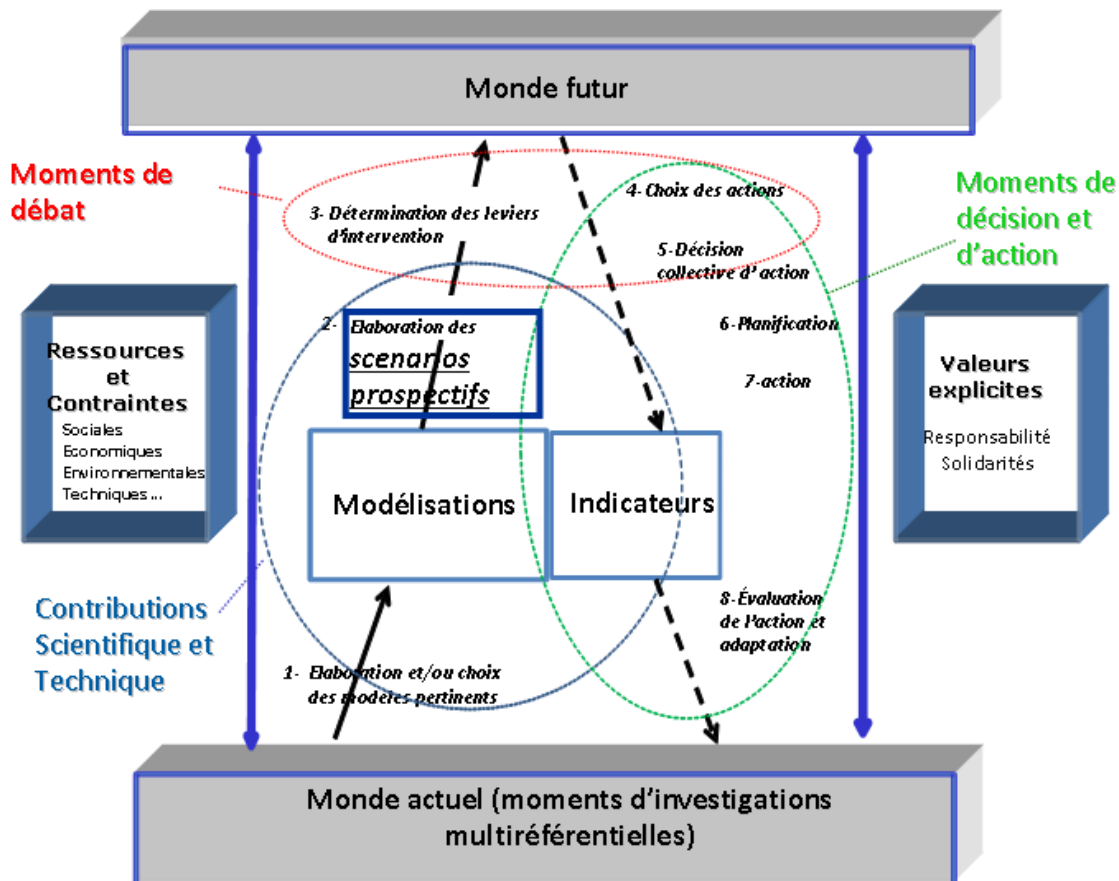 Monde futur
Moments de
débat
3- Détermination des leviers
d'intervention
4- Choix des actions
5-Décision
collective d'action
Moments de
décision et
d'action
2- Elaboration des
scenarios
prospectifs
6-Planification
7-action
Ressources
et
Contraintes
Sociales
Economiques
Environnementales
Techniques ...
Valeurs
explicites
Responsabilité
Solidarités
Modélisations
Indicateurs
Contributions
Scientifique et
Technique
8-Évaluation
de l'action et
adaptation
1- Elaboration et/ou choix
des modèles pertinents
Monde actuel (moments d'investigations
multiréférentielles)